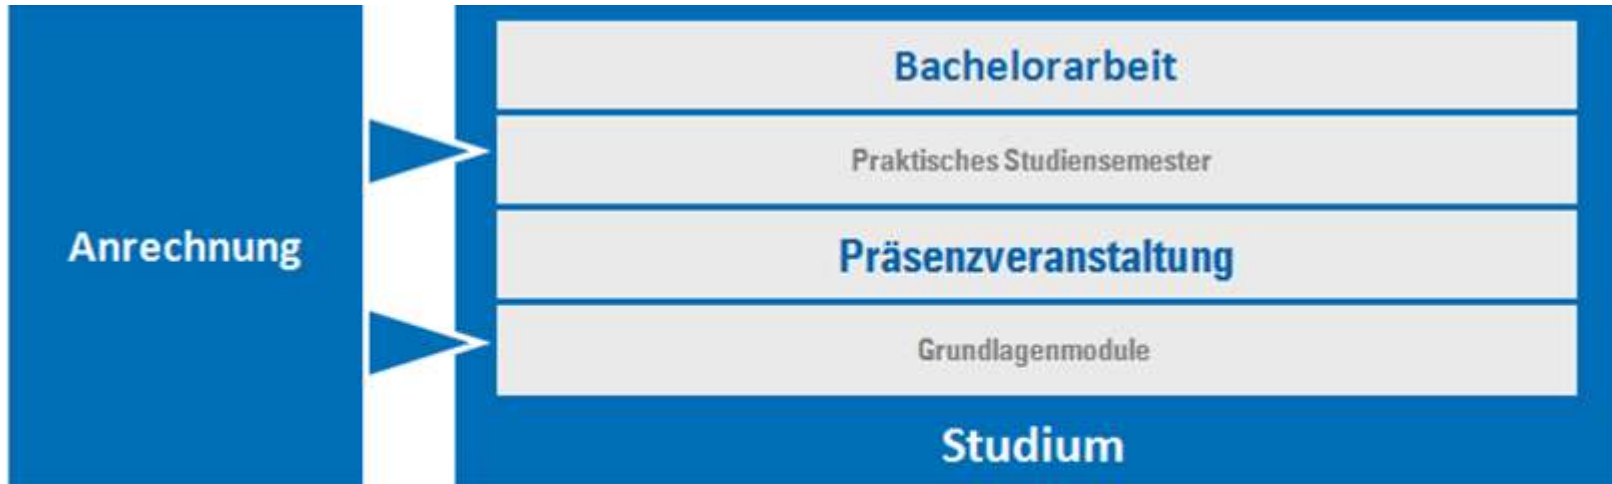 Anrechnung
Bachelorarbeit
Praktisches Studiensemester
Präsenzveranstaltung
Grundlagenmodule
Studium